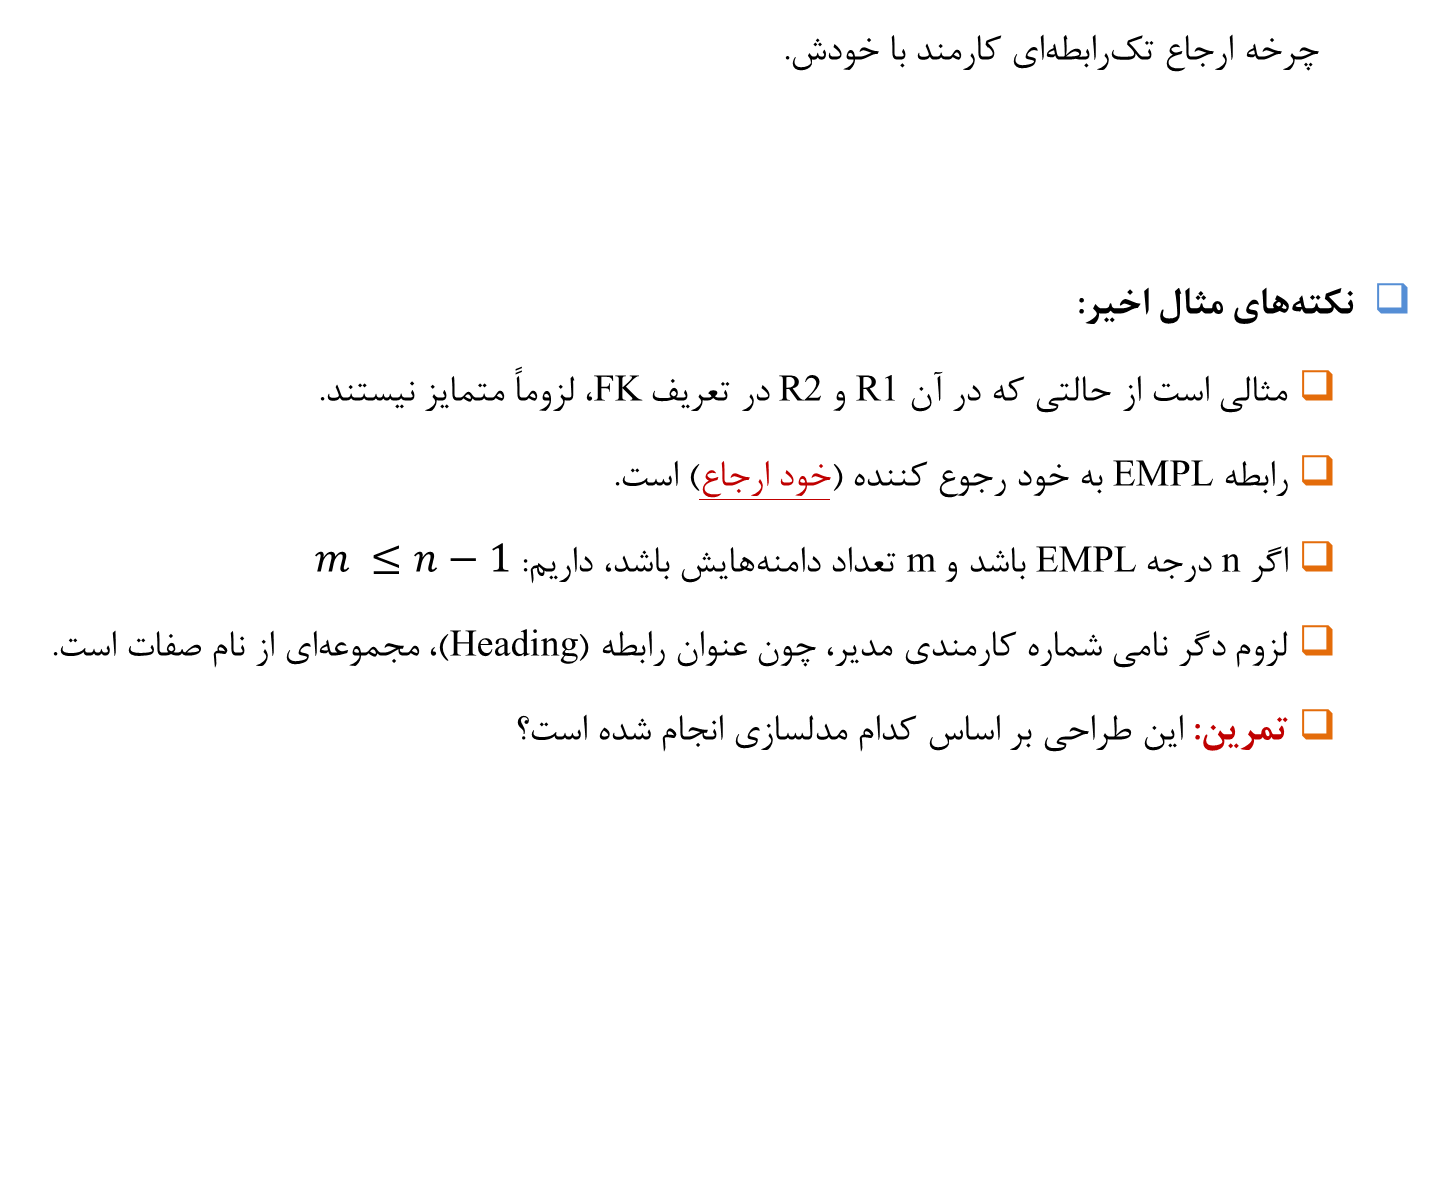 چرخه ارجاع تک‌رابطه‌ای کارمند با خودش.
نکته‌های مثال اخیر:
مثالی است از حالتی که در آن R1 و R2 در تعریف FK، لزوماً متمایز نیستند.
رابطه EMPL به خود رجوع کننده (خود ارجاع) است.
اگر n درجه EMPL باشد و m تعداد دامنه‌هایش باشد، داریم: m ≤ n − 1
لزوم دگر نامی شماره کارمندی مدیر، چون عنوان رابطه (Heading)، مجموعه‌ای از نام صفات است.
تمرین: این طراحی بر اساس کدام مدلسازی انجام شده است؟